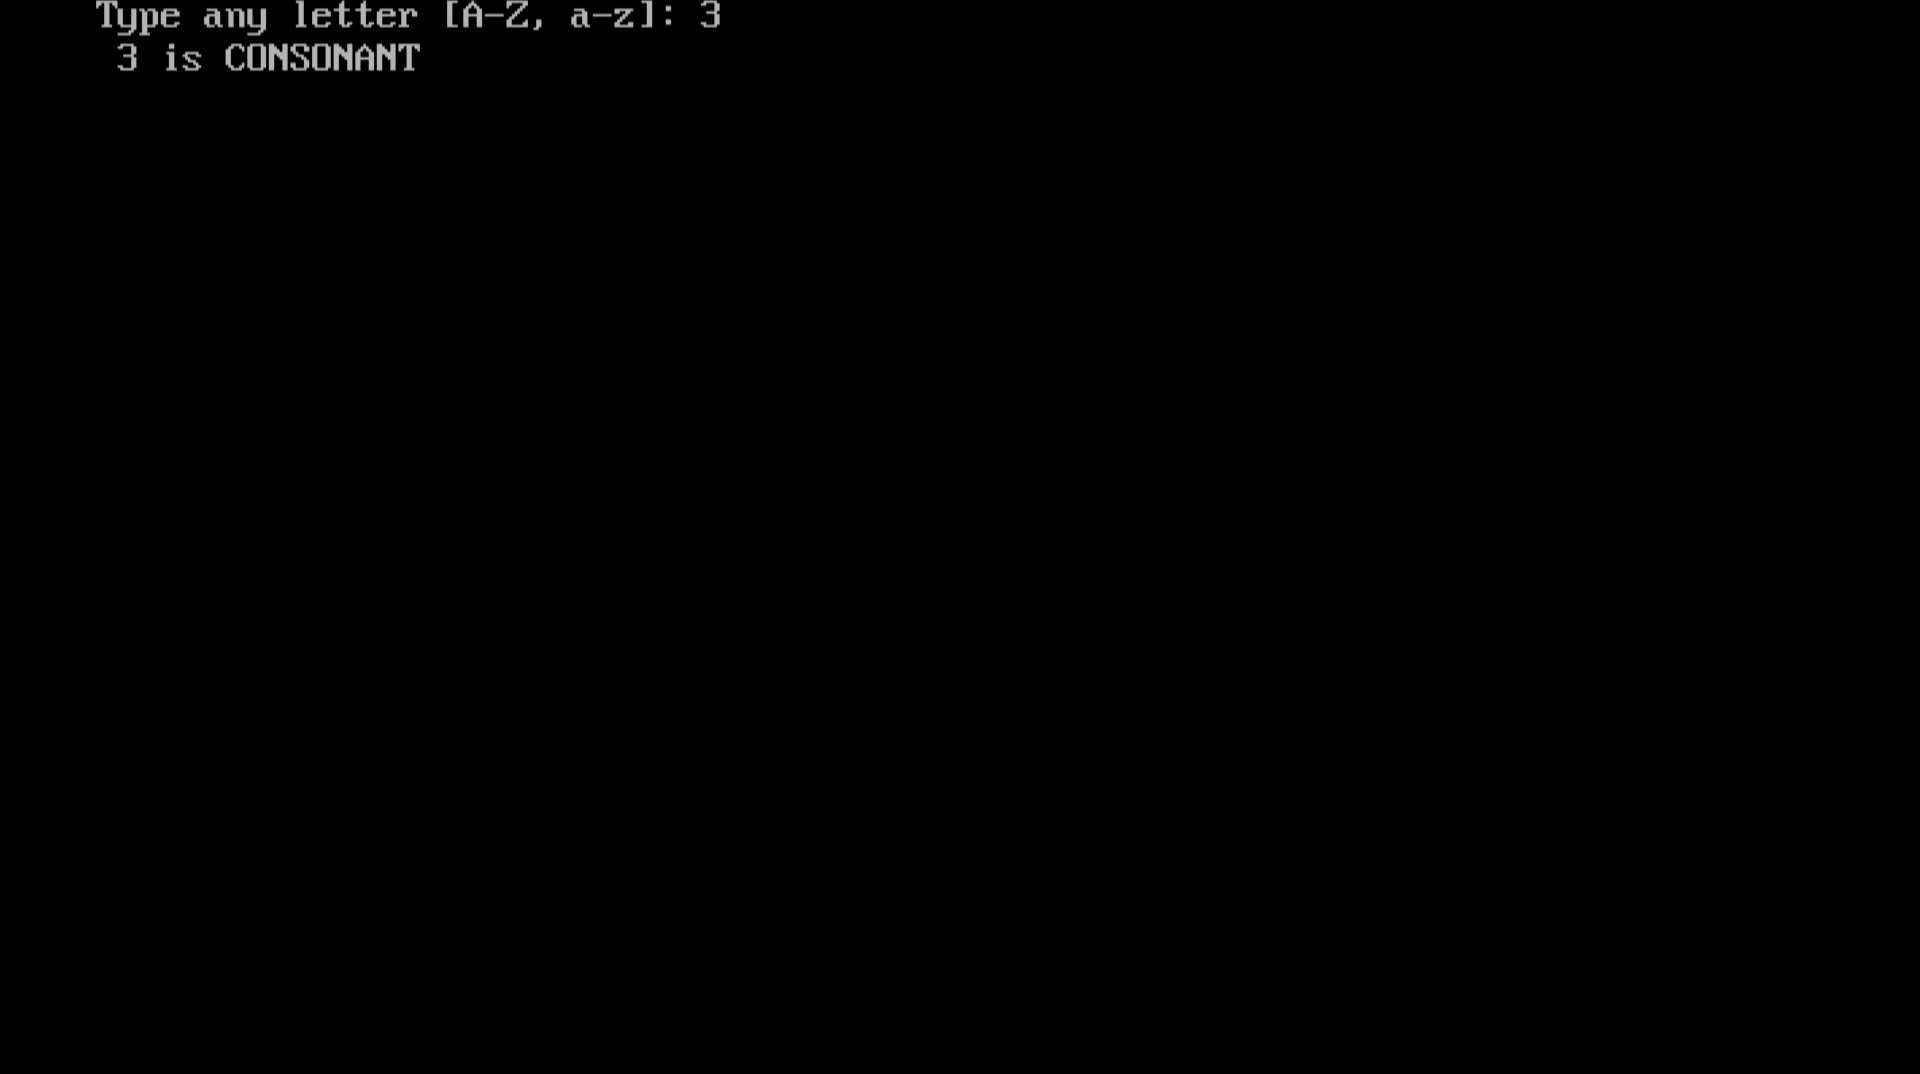 Type any letter [A-Z, a-z]: 3
3 is CONSONANT